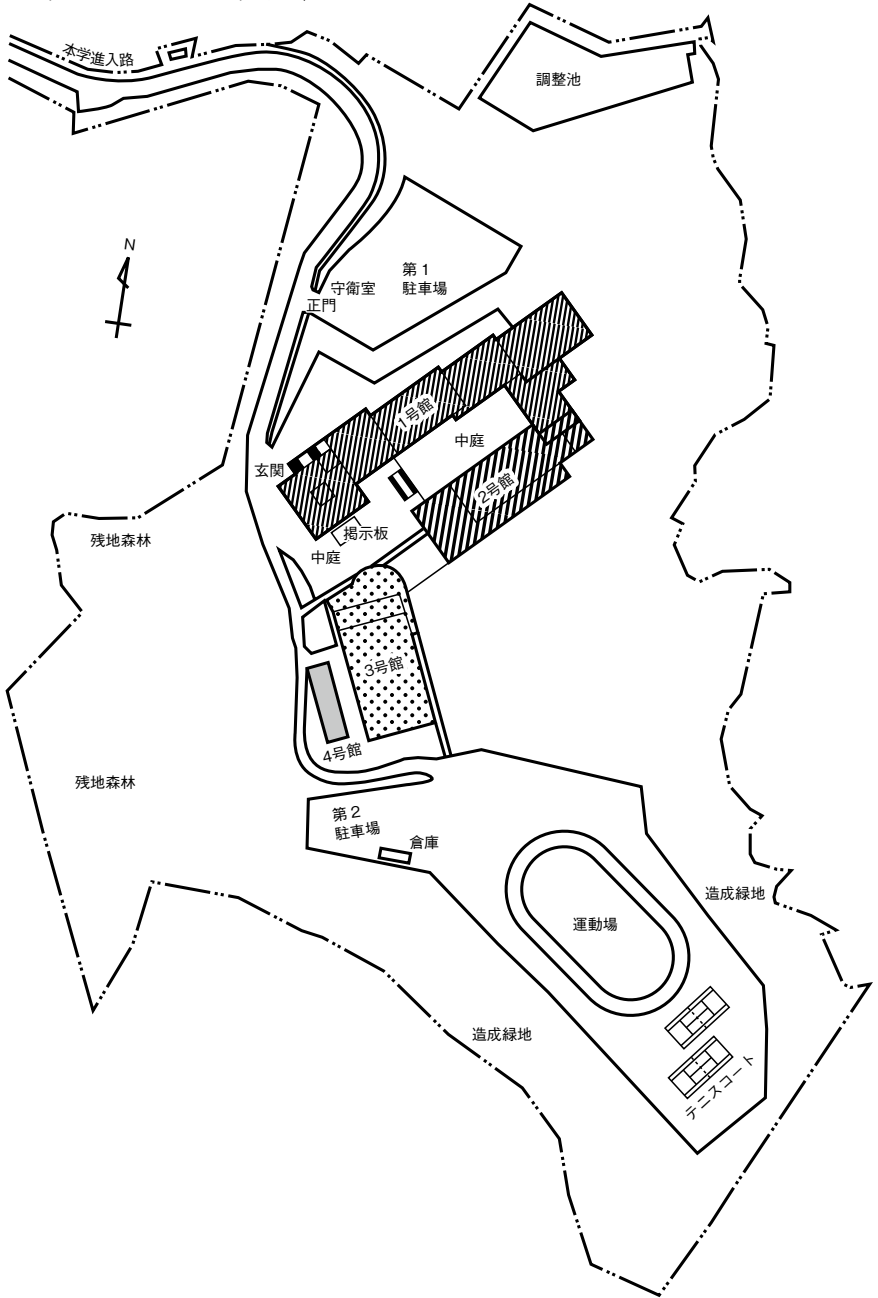 本学進入路
調整池
N
第1
駐車場
守衛室
正門
1号館
中庭
玄関
2号館
掲示板
中庭
残地森林
3号館
4号館
残地森林
第2
駐車場
倉庫
造成緑地
運動場
造成緑地
テニスコート